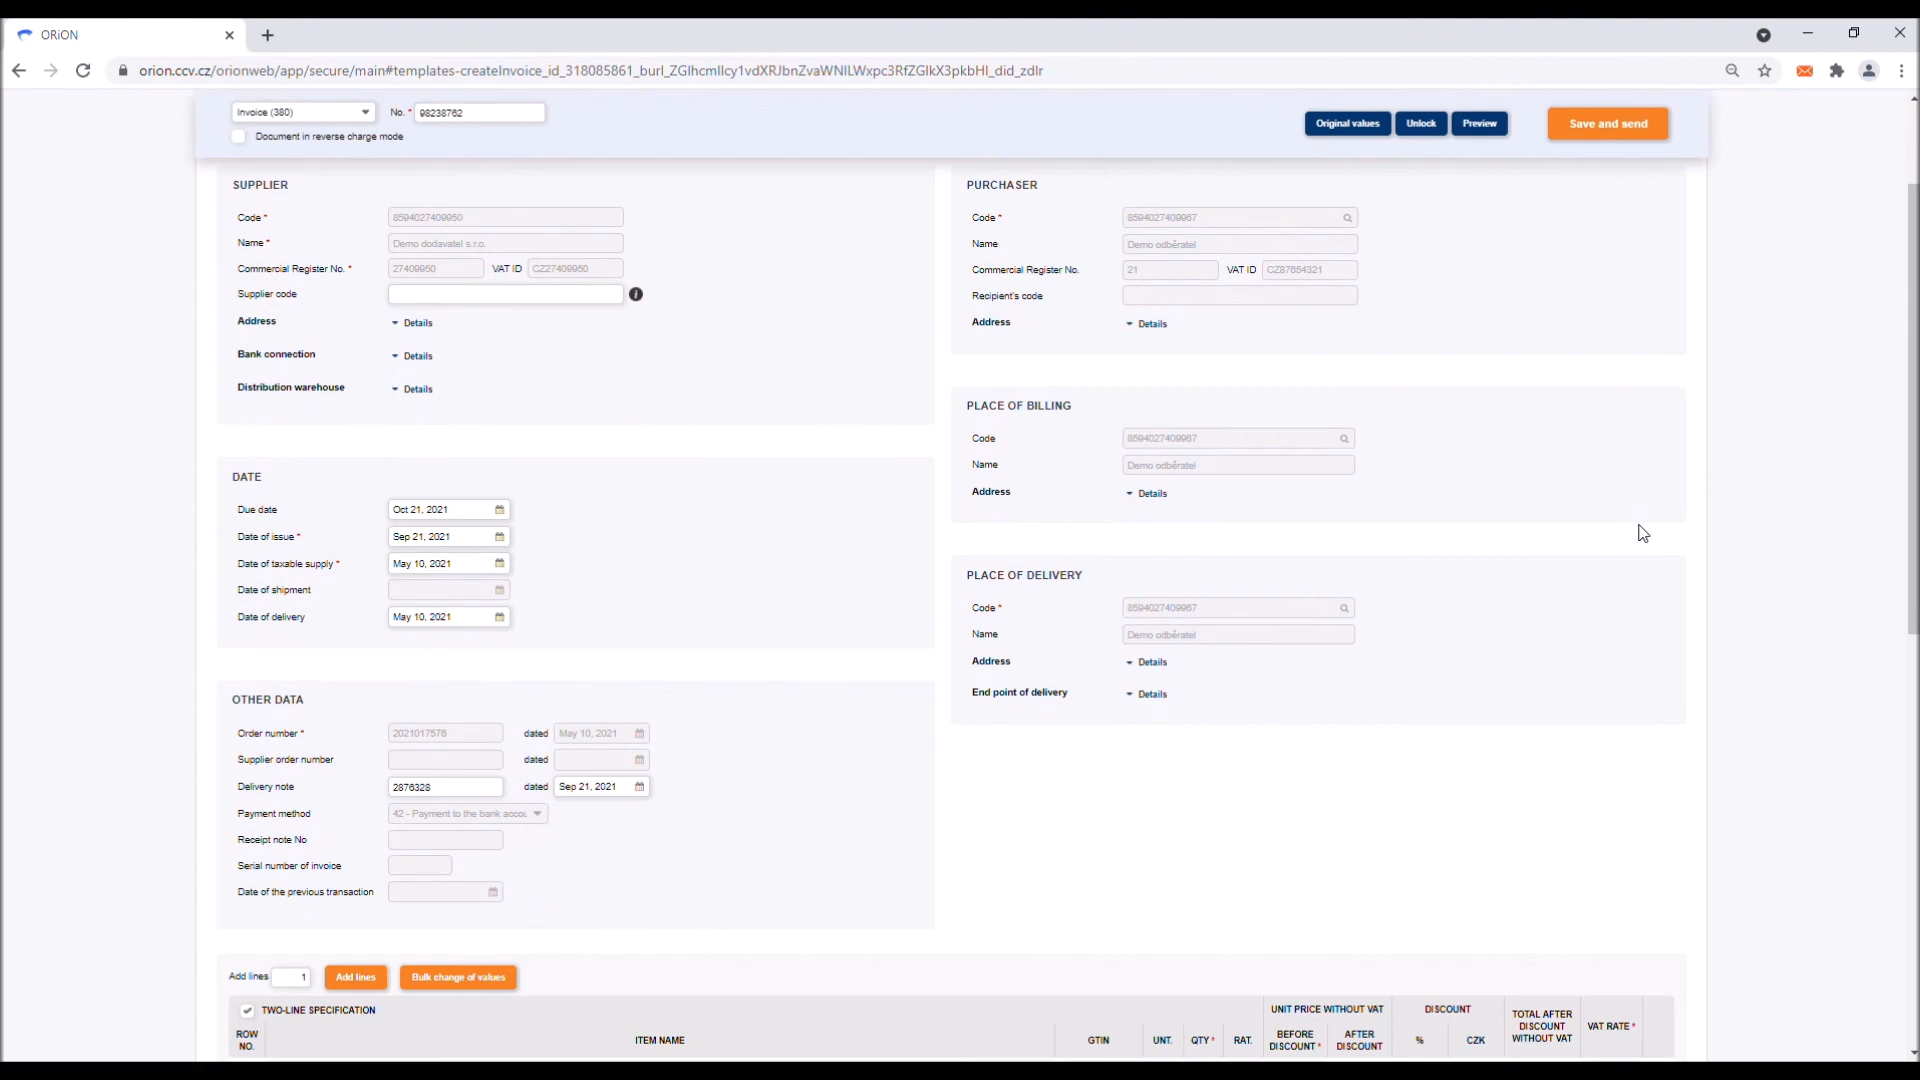 ORiON
orion.ccv.cz/orionweb/app/secure/main#templates-createInvoice_id_318085861_burl_ZGlhcmlIcy1vdXRJbnZvaWNlLWxpc3RfZGlkX3pkbHI_did_zdlr
Invoice (380) No. * 98238762
Document in reverse charge mode
Original values Unlock Preview Save and send
SUPPLIER
Code * 8594027409950
Name * Demo dodavatel s.r.o.
Commercial Register No. * 27409950 VAT ID CZ27409950
Supplier code
Address Details
Bank connection Details
Distribution warehouse Details
PURCHASER
Code * 8594027409967
Name Demo odběratel
Commercial Register No. 21 VAT ID CZ87654321
Recipient's code
Address Details
PLACE OF BILLING
Code 8594027409967
Name Demo odběratel
Address Details
DATE
Due date Oct 21, 2021
Date of issue * Sep 21, 2021
Date of taxable supply * May 10, 2021
Date of shipment
Date of delivery May 10, 2021
PLACE OF DELIVERY
Code * 8594027409967
Name Demo odběratel
Address Details
End point of delivery Details
OTHER DATA
Order number * 2021017576 dated May 10, 2021
Supplier order number dated
Delivery note 2876328 dated Sep 21, 2021
Payment method 42 - Payment to the bank accou
Receipt note No
Serial number of invoice
Date of the previous transaction
Add lines 1 Add lines Bulk change of values
TWO-LINE SPECIFICATION UNIT PRICE WITHOUT VAT DISCOUNT TOTAL AFTER DISCOUNT WITHOUT VAT VAT RATE *
ROW NO. ITEM NAME GTIN UNT. QTY * RAT. BEFORE DISCOUNT * AFTER DISCOUNT % CZK